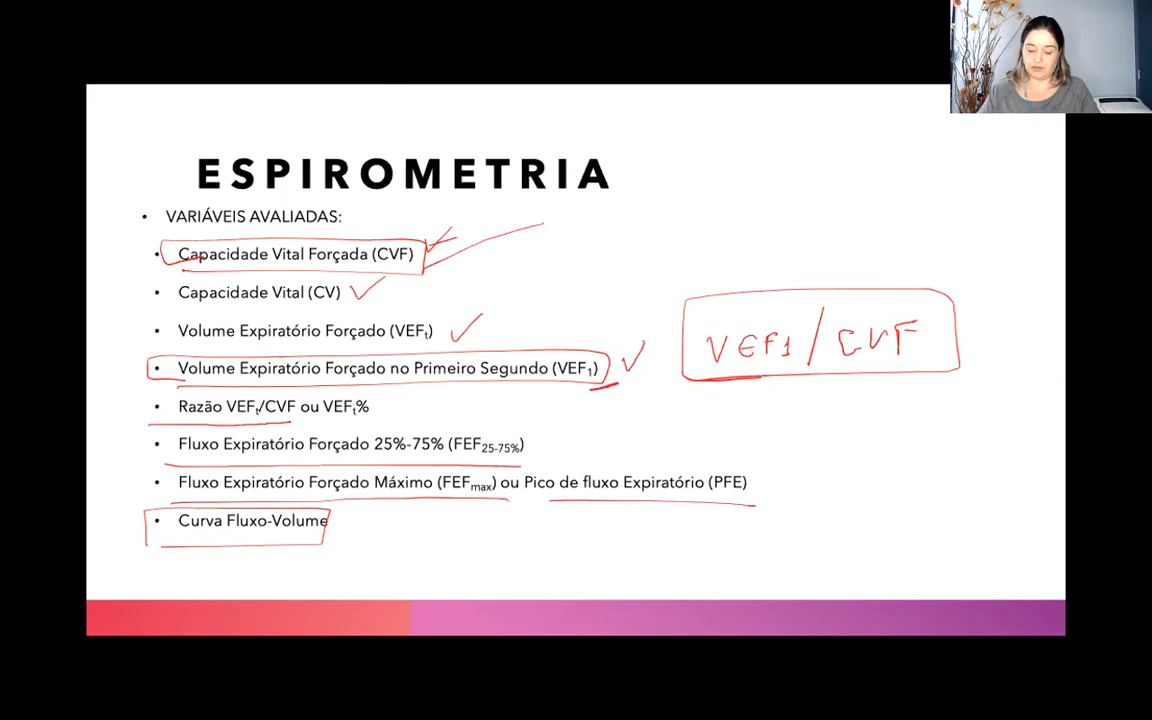 ESPIROMETRIA
• VARIÁVEIS AVALIADAS:
• Capacidade Vital Forçada (CVF)
• Capacidade Vital (CV)
• Volume Expiratório Forçado (VEFt)
• Volume Expiratório Forçado no Primeiro Segundo (VEF1)
VEF1/CVF
• Razão VEFt/CVF ou VEFt%
• Fluxo Expiratório Forçado 25%-75% (FEF25-75%)
• Fluxo Expiratório Forçado Máximo (FEFmax) ou Pico de fluxo Expiratório (PFE)
• Curva Fluxo-Volume